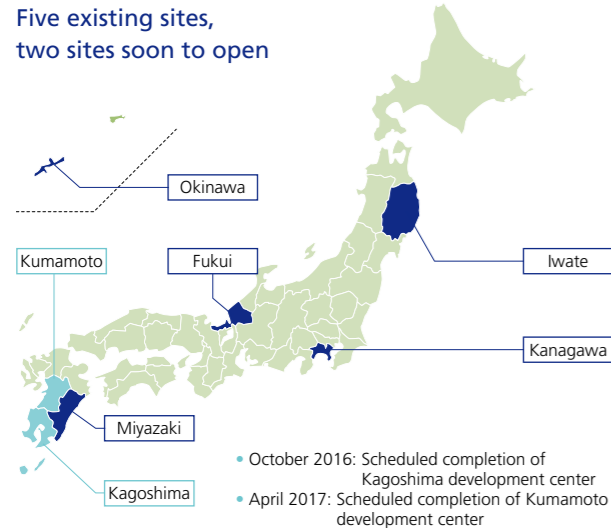 Five existing sites,
two sites soon to open
Okinawa
Kumamoto
Fukui
Iwate
Kanagawa
Miyazaki
Kagoshima
• October 2016: Scheduled completion of
Kagoshima development center
• April 2017: Scheduled completion of Kumamoto
development center